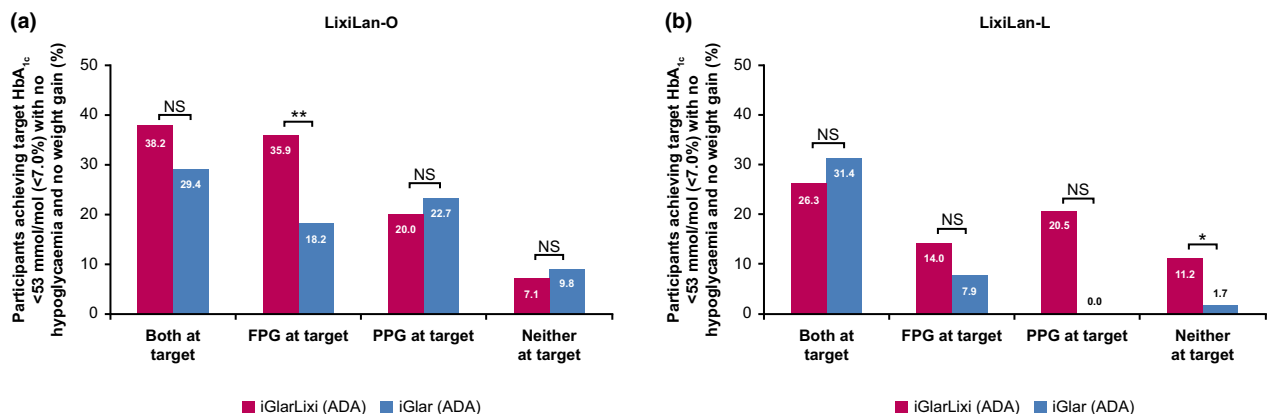 (a)
LixiLan-O
Participants achieving target HbA1c
<53 mmol/mol (<7.0%) with no
hypoglycaemia and no weight gain (%)
50
40
30
20
10
0
NS
38.2
29.4
**
35.9
18.2
NS
20.0
22.7
NS
7.1
9.8
Both at
target
FPG at target
PPG at target
Neither
at target
iGlarLixi (ADA)
iGlar (ADA)
(b)
LixiLan-L
Participants achieving target HbA1c
<53 mmol/mol (<7.0%) with no
hypoglycaemia and no weight gain (%)
50
40
30
20
10
0
NS
26.3
31.4
NS
14.0
7.9
NS
20.5
0.0
*
11.2
1.7
Both at
target
FPG at target
PPG at target
Neither
at target
iGlarLixi (ADA)
iGlar (ADA)